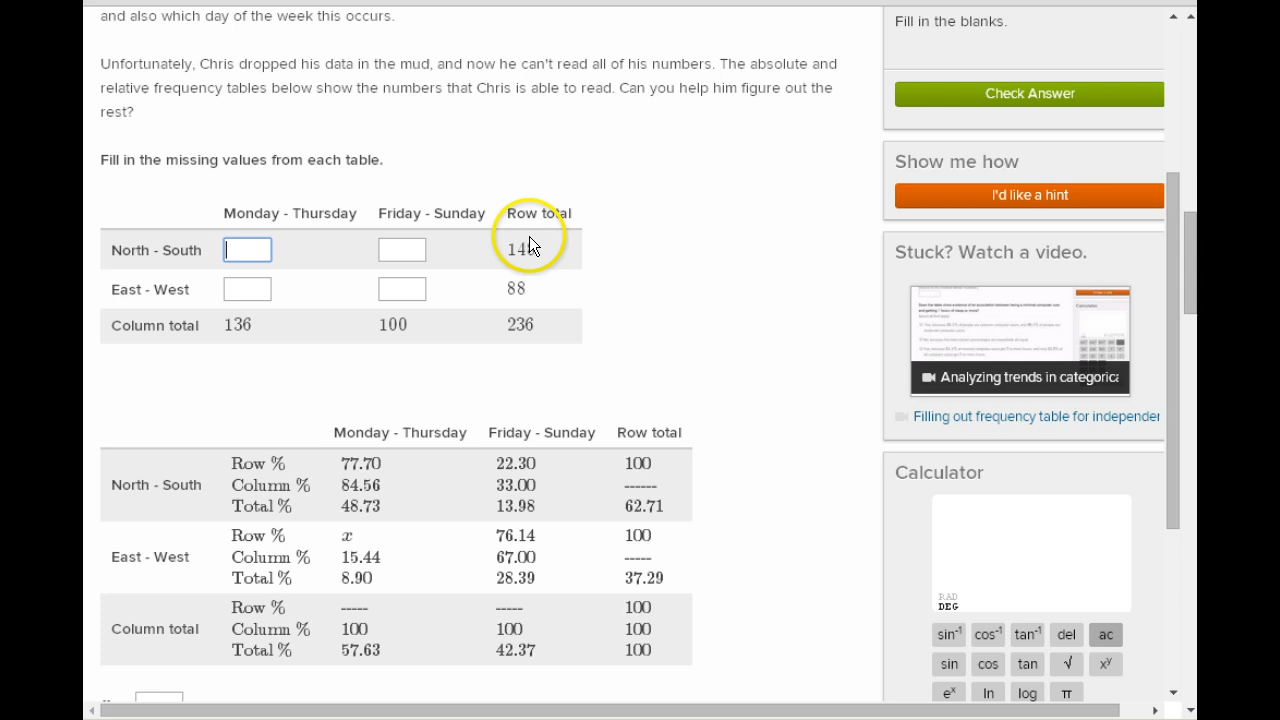 and also which day of the week this occurs.
Unfortunately, Chris dropped his data in the mud, and now he can't read all of his numbers. The absolute and
relative frequency tables below show the numbers that Chris is able to read. Can you help him figure out the
rest?
Fill in the missing values from each table.
Monday - Thursday Friday - Sunday Row total
North - South
East - West 88
Column total 136 100 236
Monday - Thursday Friday - Sunday Row total
Row % 77.70 22.30 100
North - South Column % 84.56 33.00 ------
Total % 48.73 13.98 62.71
Row % x 76.14 100
East - West Column % 15.44 67.00 -----
Total % 8.90 28.39 37.29
Row % ----- ----- 100
Column total Column % 100 100 100
Total % 57.63 42.37 100
Fill in the blanks.
Check Answer
Show me how
I'd like a hint
Stuck? Watch a video.
Analyzing trends in categorica
Filling out frequency table for independer
Calculator
RAD
DEG
sin⁻¹ cos⁻¹ tan⁻¹ del ac
sin cos tan √ xʸ
eˣ ln log π